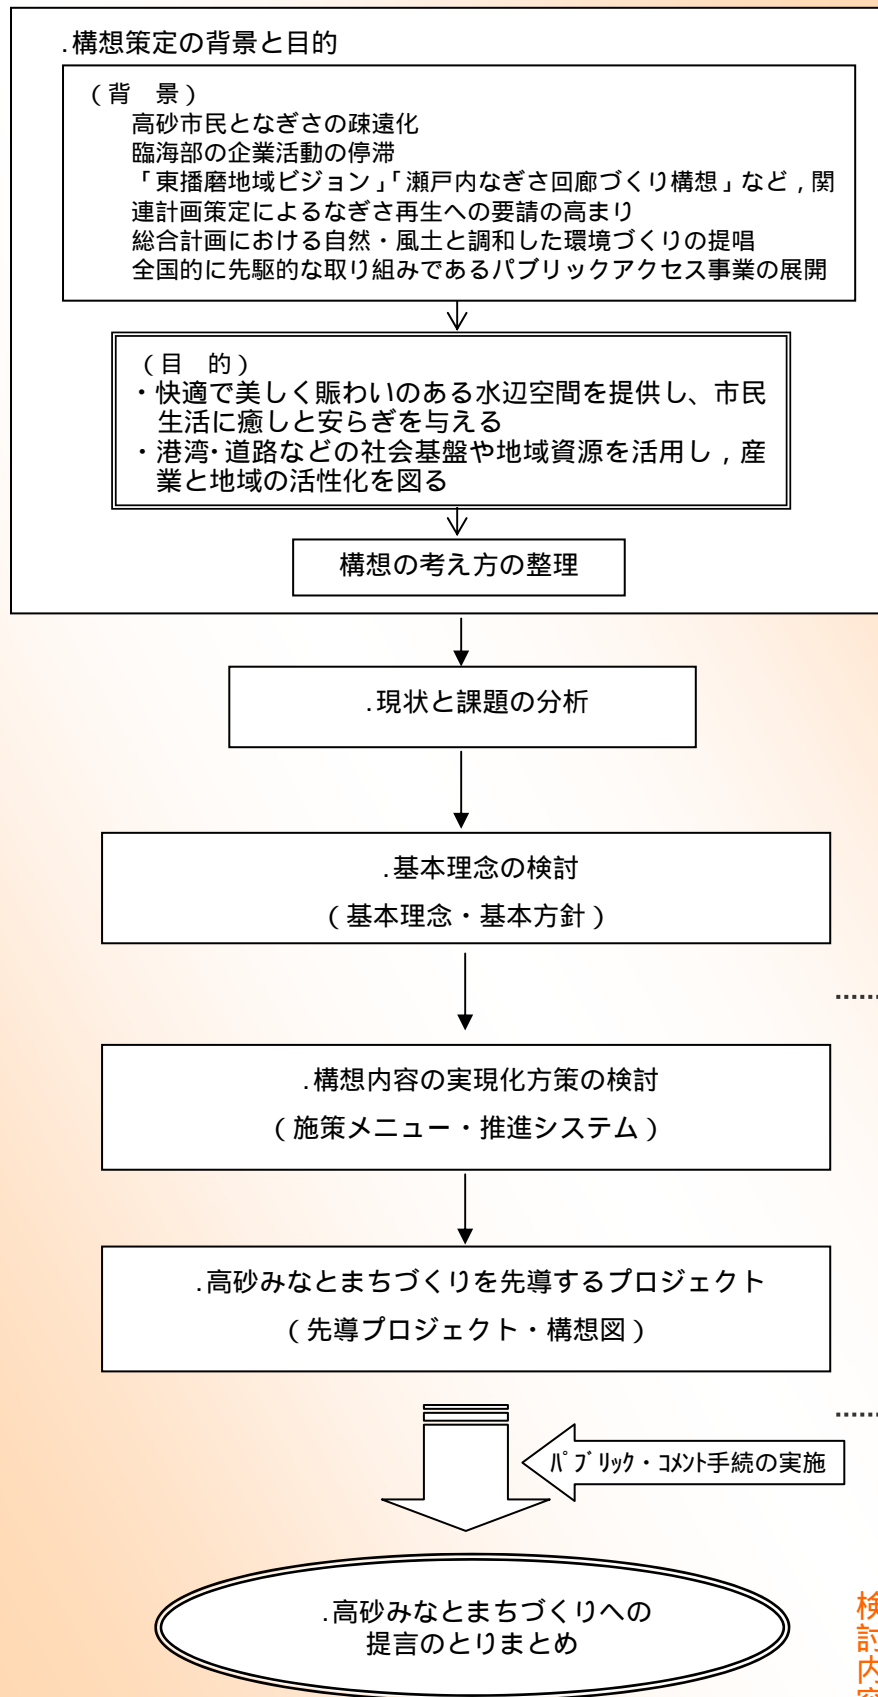 .構想策定の背景と目的
（背　景）
高砂市民となぎさの疎遠化
臨海部の企業活動の停滞
「東播磨地域ビジョン」「瀬戸内なぎさ回廊づくり構想」など，関
連計画策定によるなぎさ再生への要請の高まり
総合計画における自然・風土と調和した環境づくりの提唱
全国的に先駆的な取り組みであるパブリックアクセス事業の展開
（目　的）
・快適で美しく賑わいのある水辺空間を提供し、市民
生活に癒しと安らぎを与える
・港湾・道路などの社会基盤や地域資源を活用し，産
業と地域の活性化を図る
構想の考え方の整理
.現状と課題の分析
.基本理念の検討
（基本理念・基本方針）
.構想内容の実現化方策の検討
（施策メニュー・推進システム）
.高砂みなとまちづくりを先導するプロジェクト
（先導プロジェクト・構想図）
ﾊﾟﾌﾞﾘｯｸ・ｺﾒﾝﾄ手続の実施
.高砂みなとまちづくりへの
提言のとりまとめ
検討内容